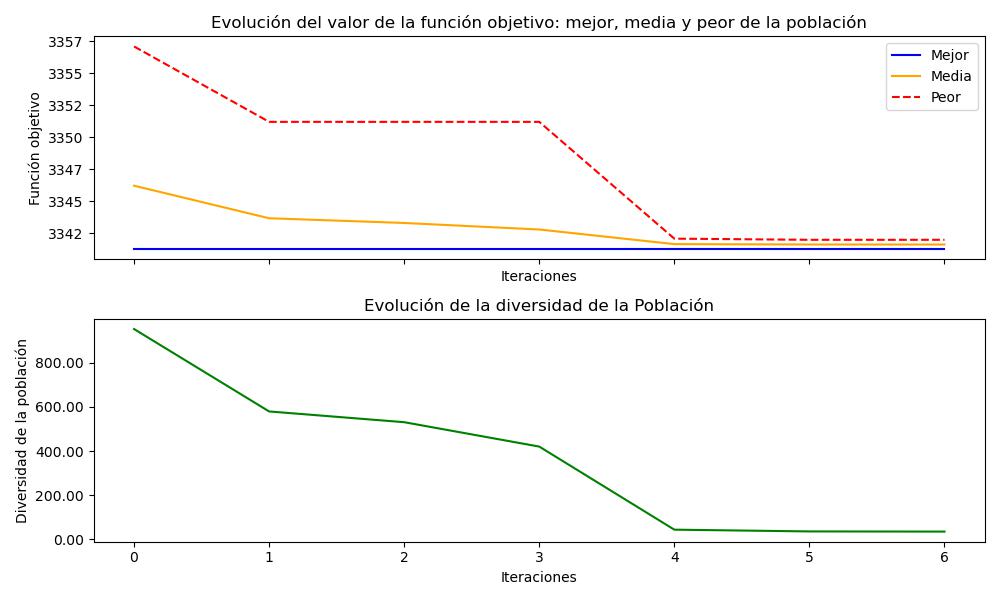 Evolución del valor de la función objetivo: mejor, media y peor de la población
3357
3355
3352
3350
3347
3345
3342
Función objetivo
Mejor
Media
Peor
Iteraciones
Evolución de la diversidad de la Población
800.00
600.00
400.00
200.00
0.00
Diversidad de la población
0 1 2 3 4 5 6
Iteraciones